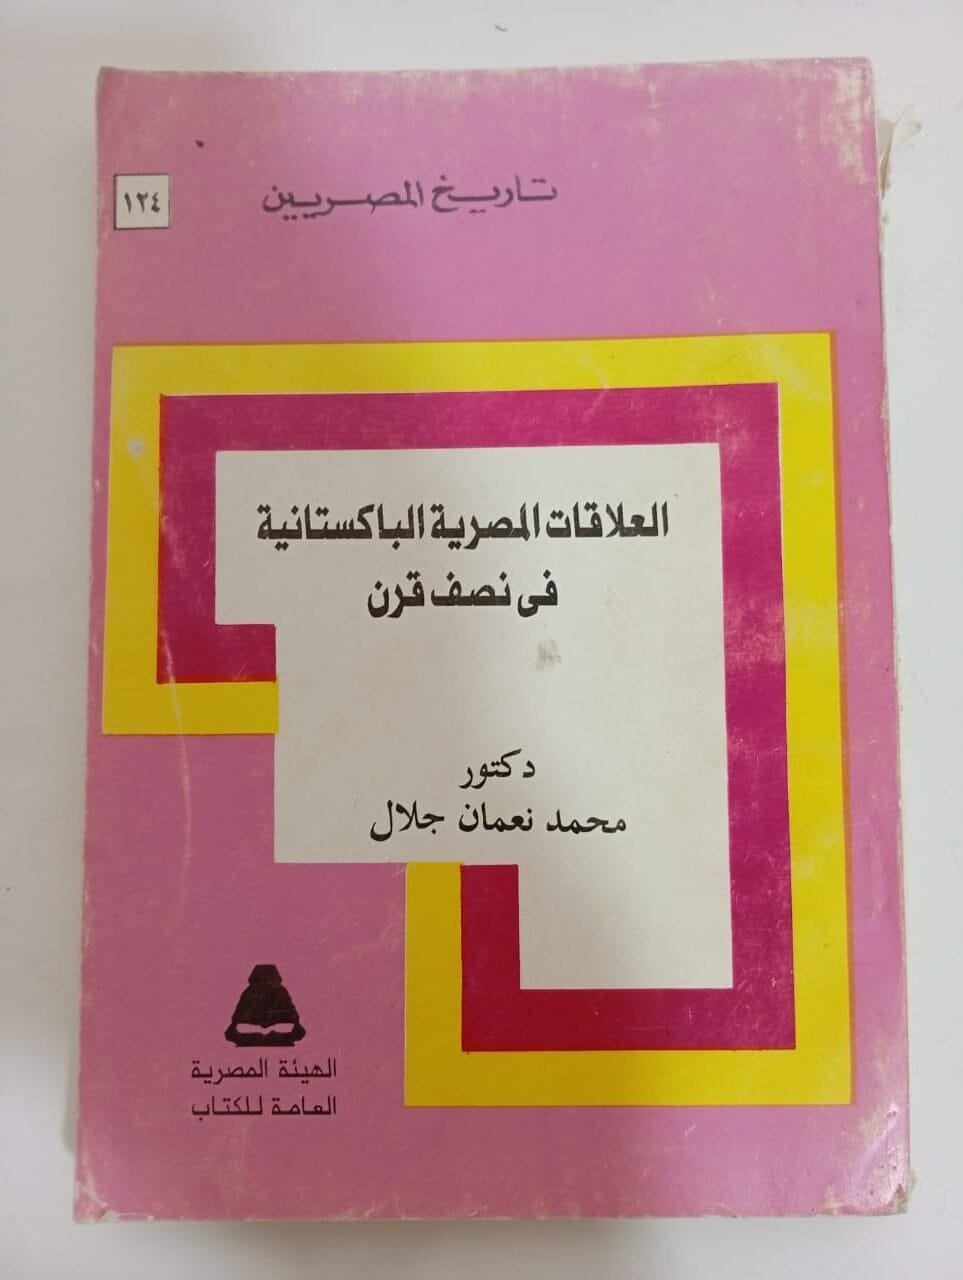 تاريخ المصريين
١٢٤
العلاقات المصرية الباكستانية
فى نصف قرن
دكتور
محمد نعمان جلال
الهيئة المصرية
العامة للكتاب